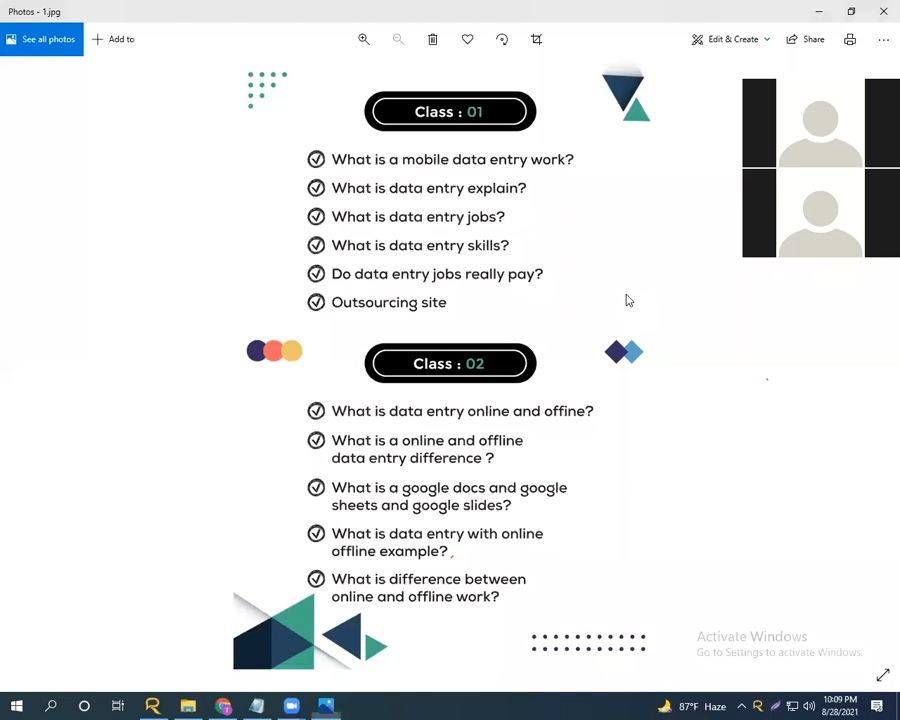 Photos - 1.jpg
See all photos
Add to
Edit & Create
Share
Class : 01
What is a mobile data entry work?
What is data entry explain?
What is data entry jobs?
What is data entry skills?
Do data entry jobs really pay?
Outsourcing site
Class : 02
What is data entry online and offine?
What is a online and offline
data entry difference ?
What is a google docs and google
sheets and google slides?
What is data entry with online
offline example?
What is difference between
online and offline work?
Activate Windows
Go to Settings to activate Windows.
87°F Haze
10:09 PM
8/28/2021